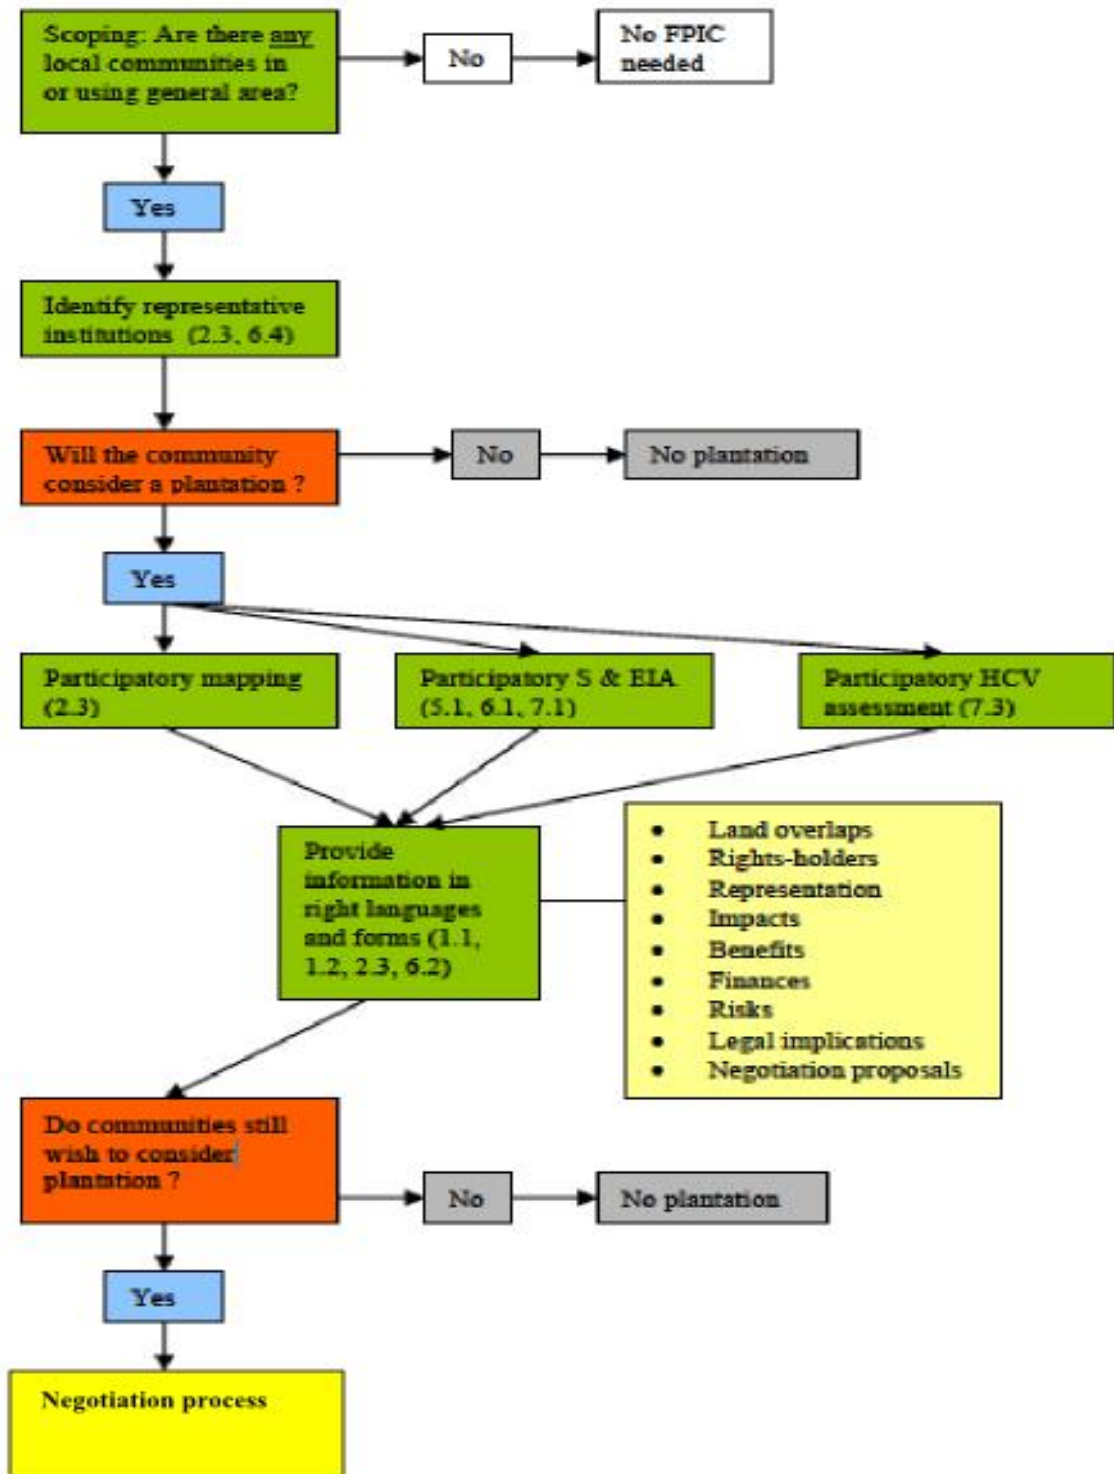 Scoping: Are there any
local communities in
or using general area?
No
No FPIC
needed
Yes
Identify representative
institutions (2.3, 6.4)
Will the community
consider a plantation ?
No
No plantation
Yes
Participatory mapping
(2.3)
Participatory S & EIA
(5.1, 6.1, 7.1)
Participatory HCV
assessment (7.3)
Provide
information in
right languages
and forms (1.1,
1.2, 2.3, 6.2)
• Land overlaps
• Rights-holders
• Representation
• Impacts
• Benefits
• Finances
• Risks
• Legal implications
• Negotiation proposals
Do communities still
wish to consider
plantation ?
No
No plantation
Yes
Negotiation process